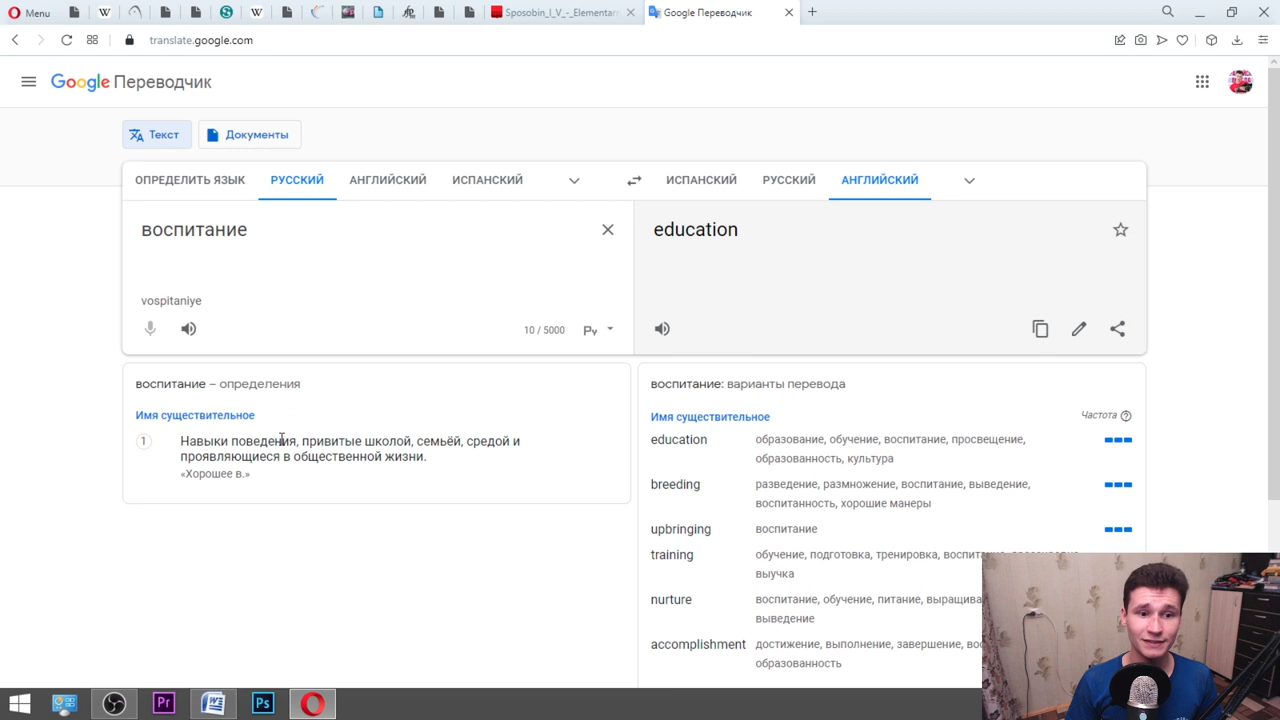 Menu
W
W
Sposobin_I_V_-_Elementarn
Google Переводчик
translate.google.com
Google Переводчик
Текст
Документы
ОПРЕДЕЛИТЬ ЯЗЫК РУССКИЙ АНГЛИЙСКИЙ ИСПАНСКИЙ
ИСПАНСКИЙ РУССКИЙ АНГЛИЙСКИЙ
воспитание
education
vospitaniye
10 / 5000
воспитание – определения
Имя существительное
1
Навыки поведения, привитые школой, семьёй, средой и
проявляющиеся в общественной жизни.
«Хорошее в.»
воспитание: варианты перевода
Имя существительное
Частота
education образование, обучение, воспитание, просвещение,
образованность, культура
breeding разведение, размножение, воспитание, выведение,
воспитанность, хорошие манеры
upbringing воспитание
training обучение, подготовка, тренировка,
выучка
nurture воспитание, обучение, питание,
выведение
accomplishment достижение, выполнение, завершение,
образованность
Pr
W
Ps